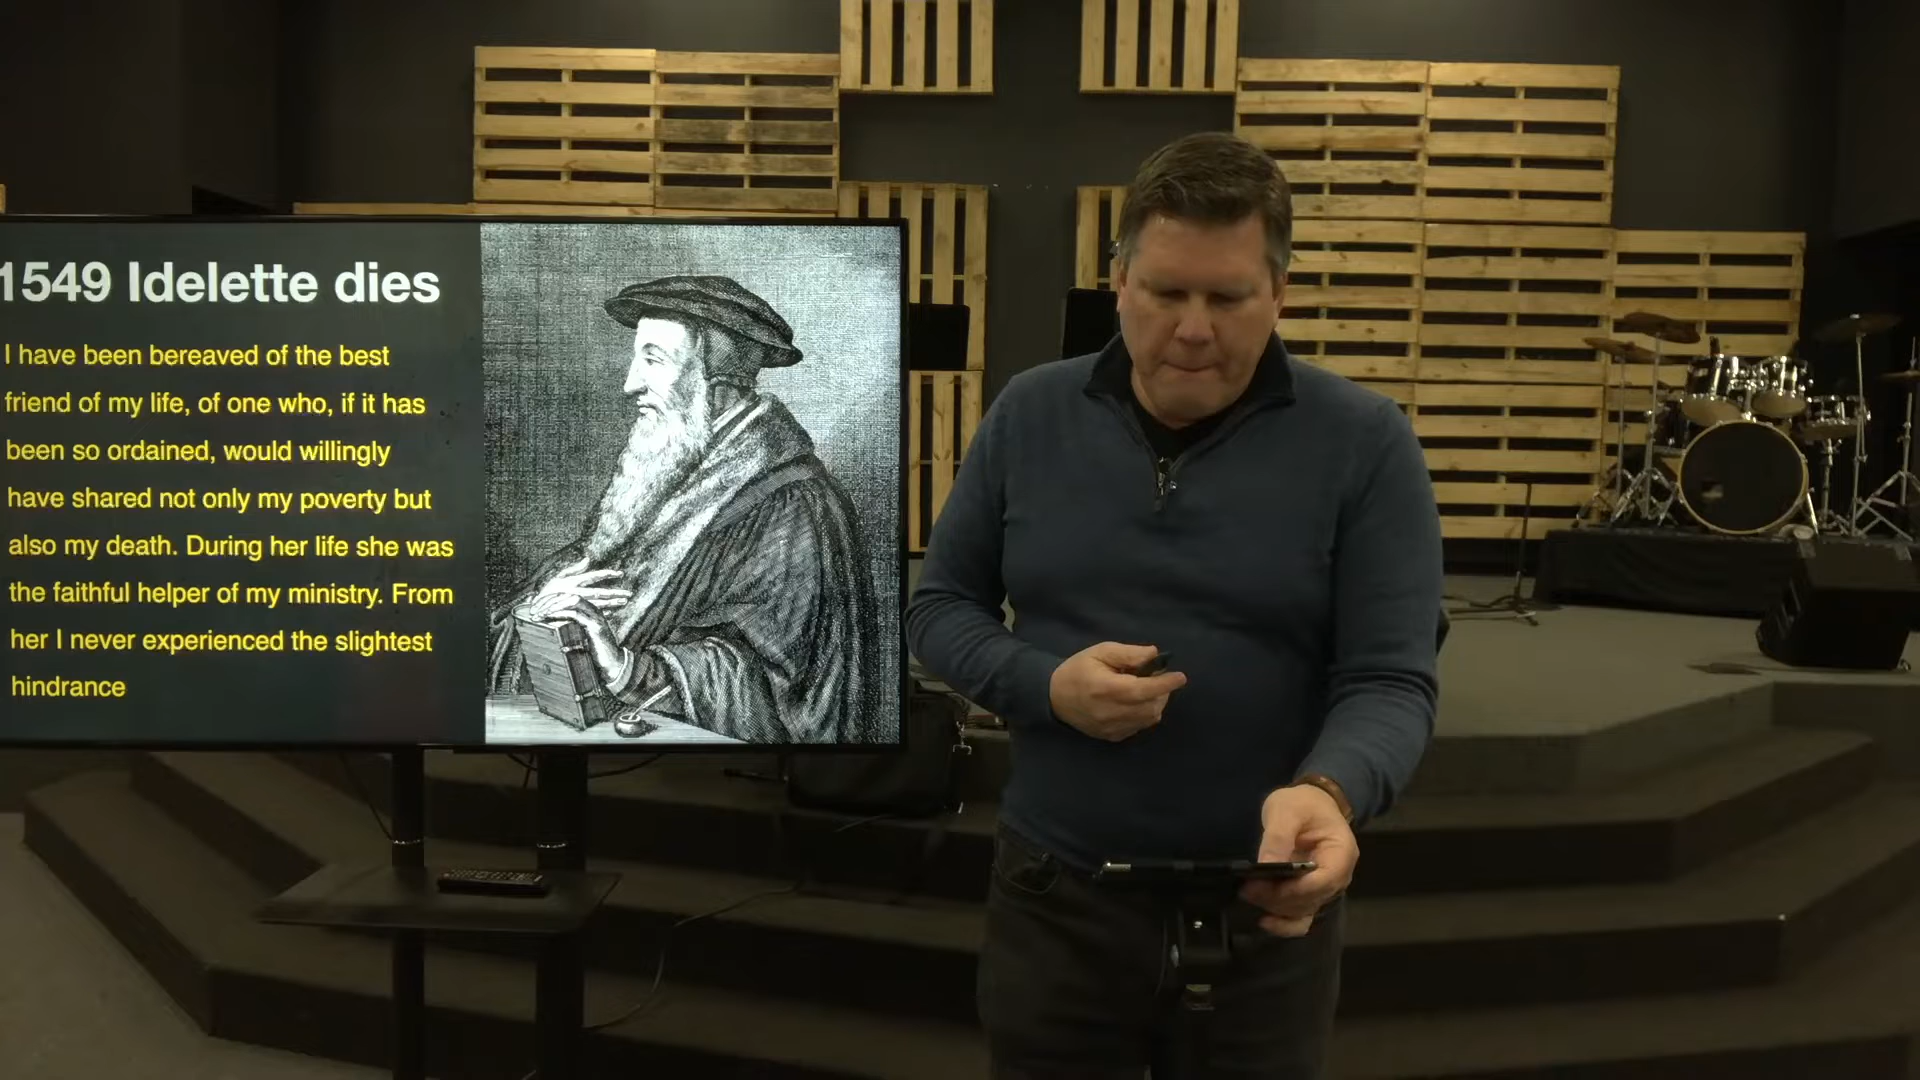 1549 Idelette dies
I have been bereaved of the best
friend of my life, of one who, if it has
been so ordained, would willingly
have shared not only my poverty but
also my death. During her life she was
the faithful helper of my ministry. From
her I never experienced the slightest
hindrance